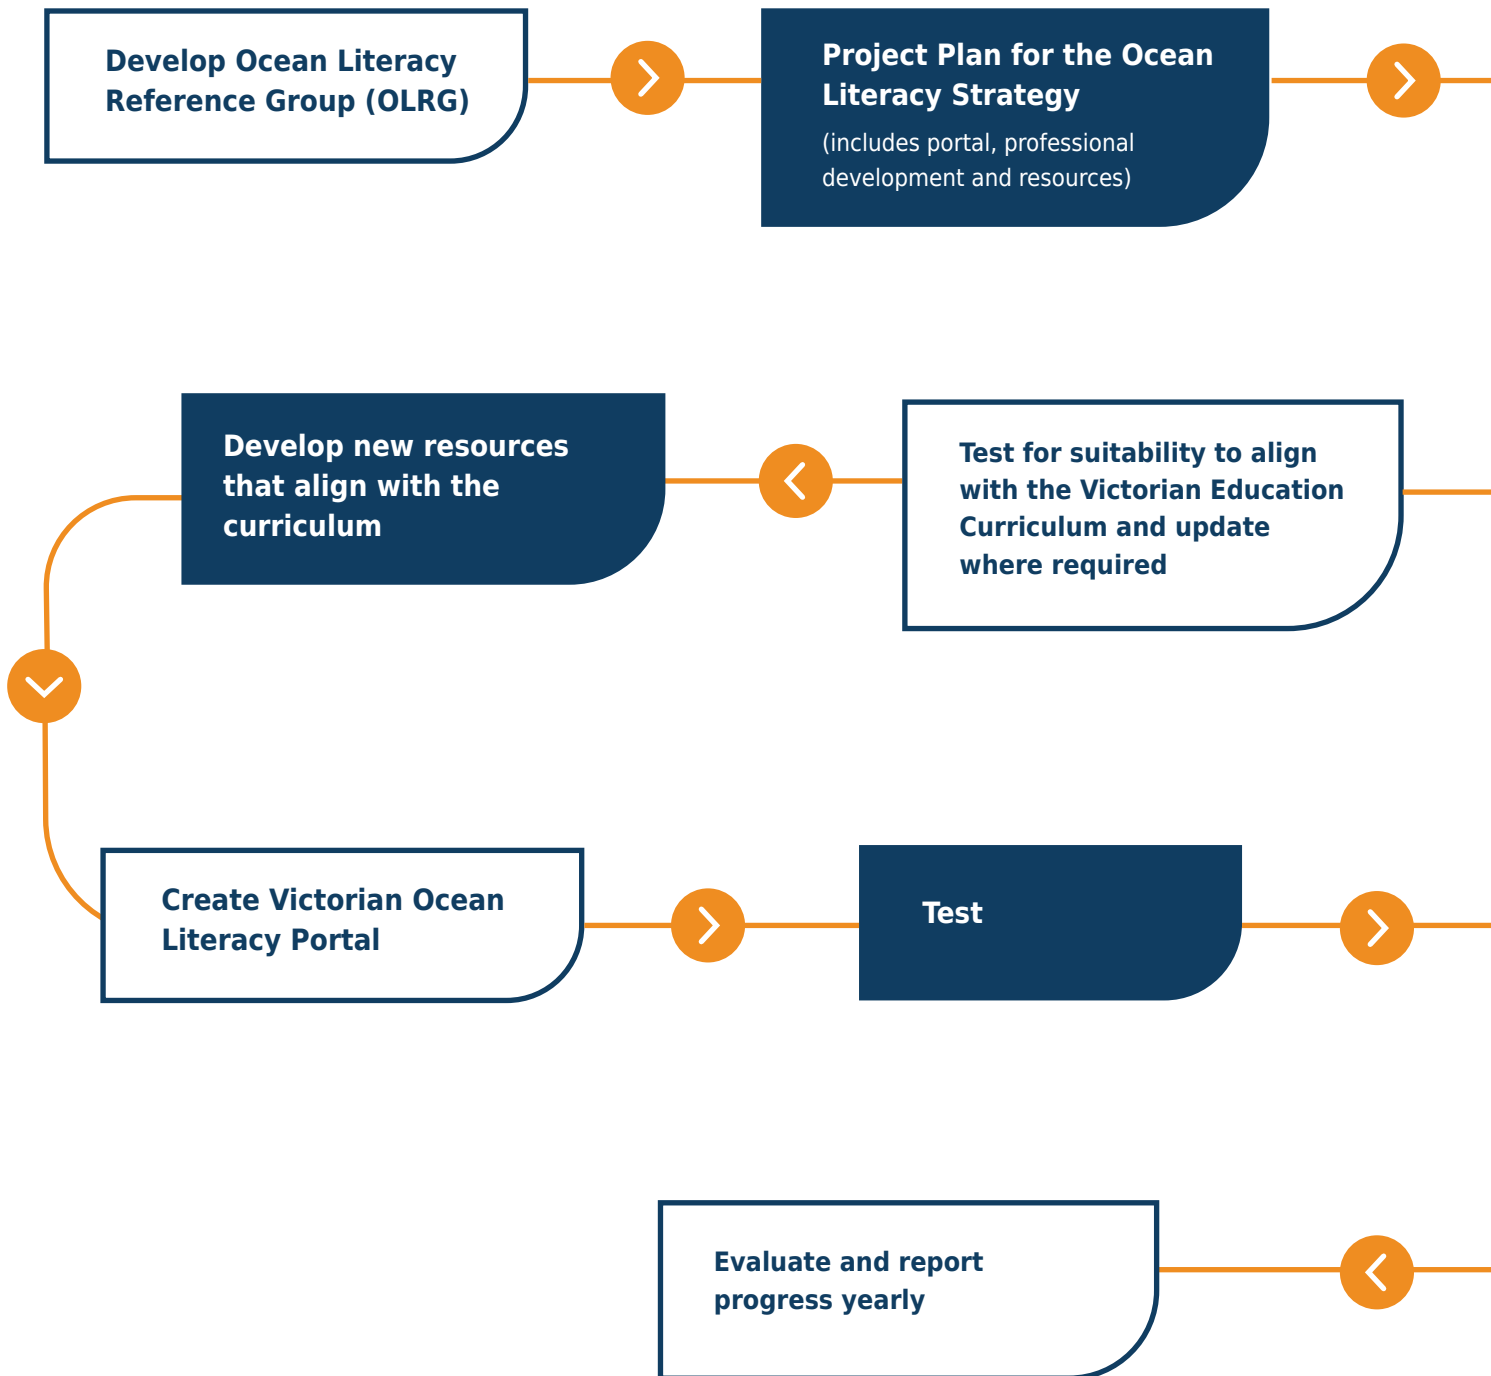 Develop Ocean Literacy
Reference Group (OLRG)
Project Plan for the Ocean
Literacy Strategy
(includes portal, professional
development and resources)
Test for suitability to align
with the Victorian Education
Curriculum and update
where required
Develop new resources
that align with the
curriculum
Create Victorian Ocean
Literacy Portal
Test
Evaluate and report
progress yearly